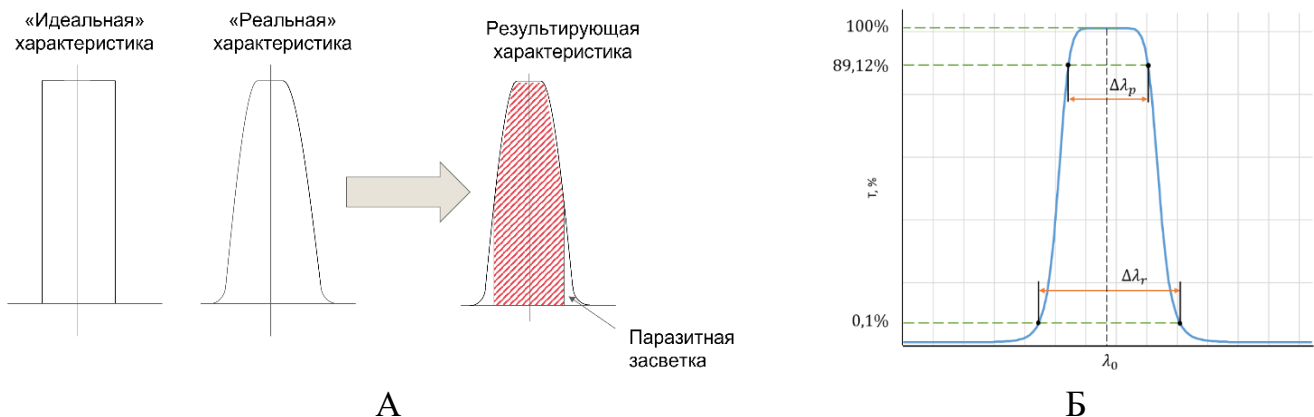 «Идеальная»
характеристика
«Реальная»
характеристика
Результирующая
характеристика
Паразитная
засветка
А
100%
89,12%
Δλₚ
τ, %
Δλᵣ
0,1%
λ₀
Б